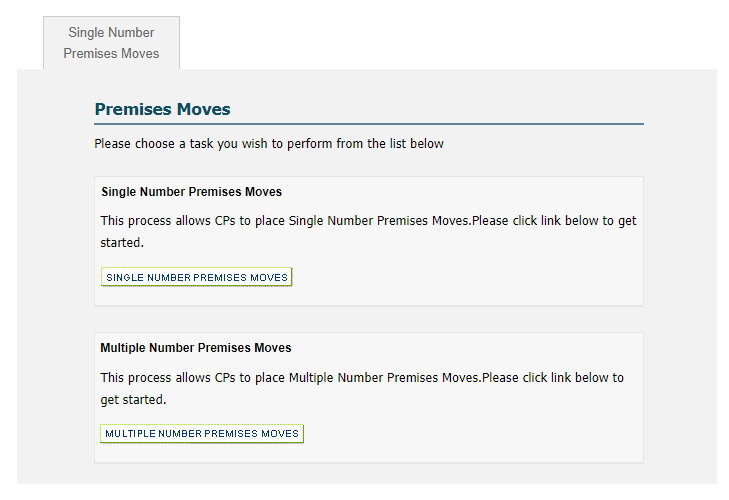 Single Number
Premises Moves
Premises Moves
Please choose a task you wish to perform from the list below
Single Number Premises Moves
This process allows CPs to place Single Number Premises Moves.Please click link below to get
started.
SINGLE NUMBER PREMISES MOVES
Multiple Number Premises Moves
This process allows CPs to place Multiple Number Premises Moves.Please click link below to
get started.
MULTIPLE NUMBER PREMISES MOVES